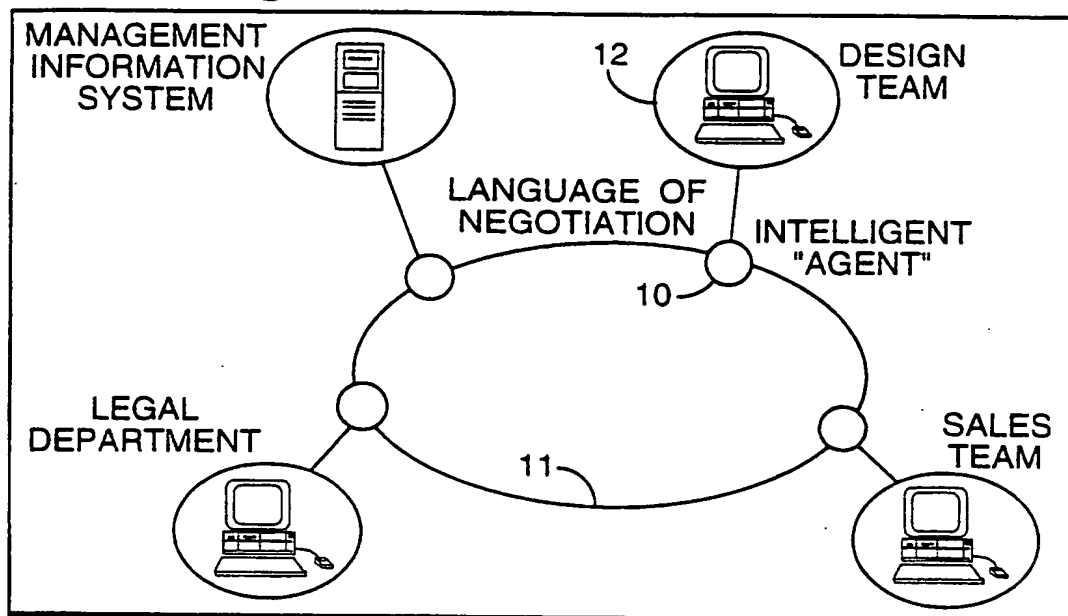 MANAGEMENT
INFORMATION
SYSTEM
12
DESIGN
TEAM
LANGUAGE OF
NEGOTIATION
INTELLIGENT
"AGENT"
10
LEGAL
DEPARTMENT
11
SALES
TEAM